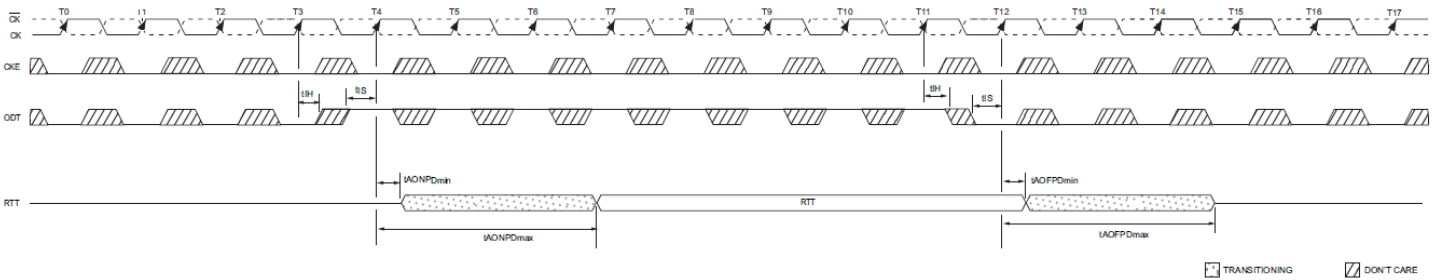 CK T0 T1 T2 T3 T4 T5 T6 T7 T8 T9 T10 T11 T12 T13 T14 T15 T16 T17
CK
CKE
tIH tIS tIH tIS
ODT
tAONPDmin tAOFPDmin
RTT RTT
tAONPDmax tAOFPDmax
TRANSITIONING DON'T CARE